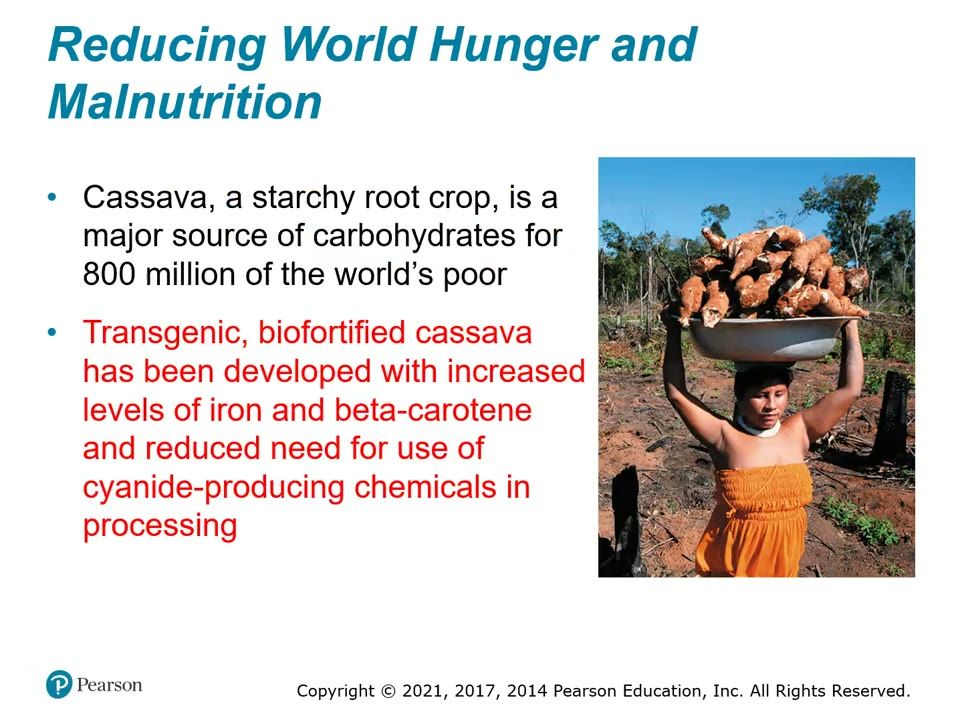 Reducing World Hunger and
Malnutrition
• Cassava, a starchy root crop, is a
major source of carbohydrates for
800 million of the world’s poor
• Transgenic, biofortified cassava
has been developed with increased
levels of iron and beta-carotene
and reduced need for use of
cyanide-producing chemicals in
processing
P Pearson
Copyright © 2021, 2017, 2014 Pearson Education, Inc. All Rights Reserved.